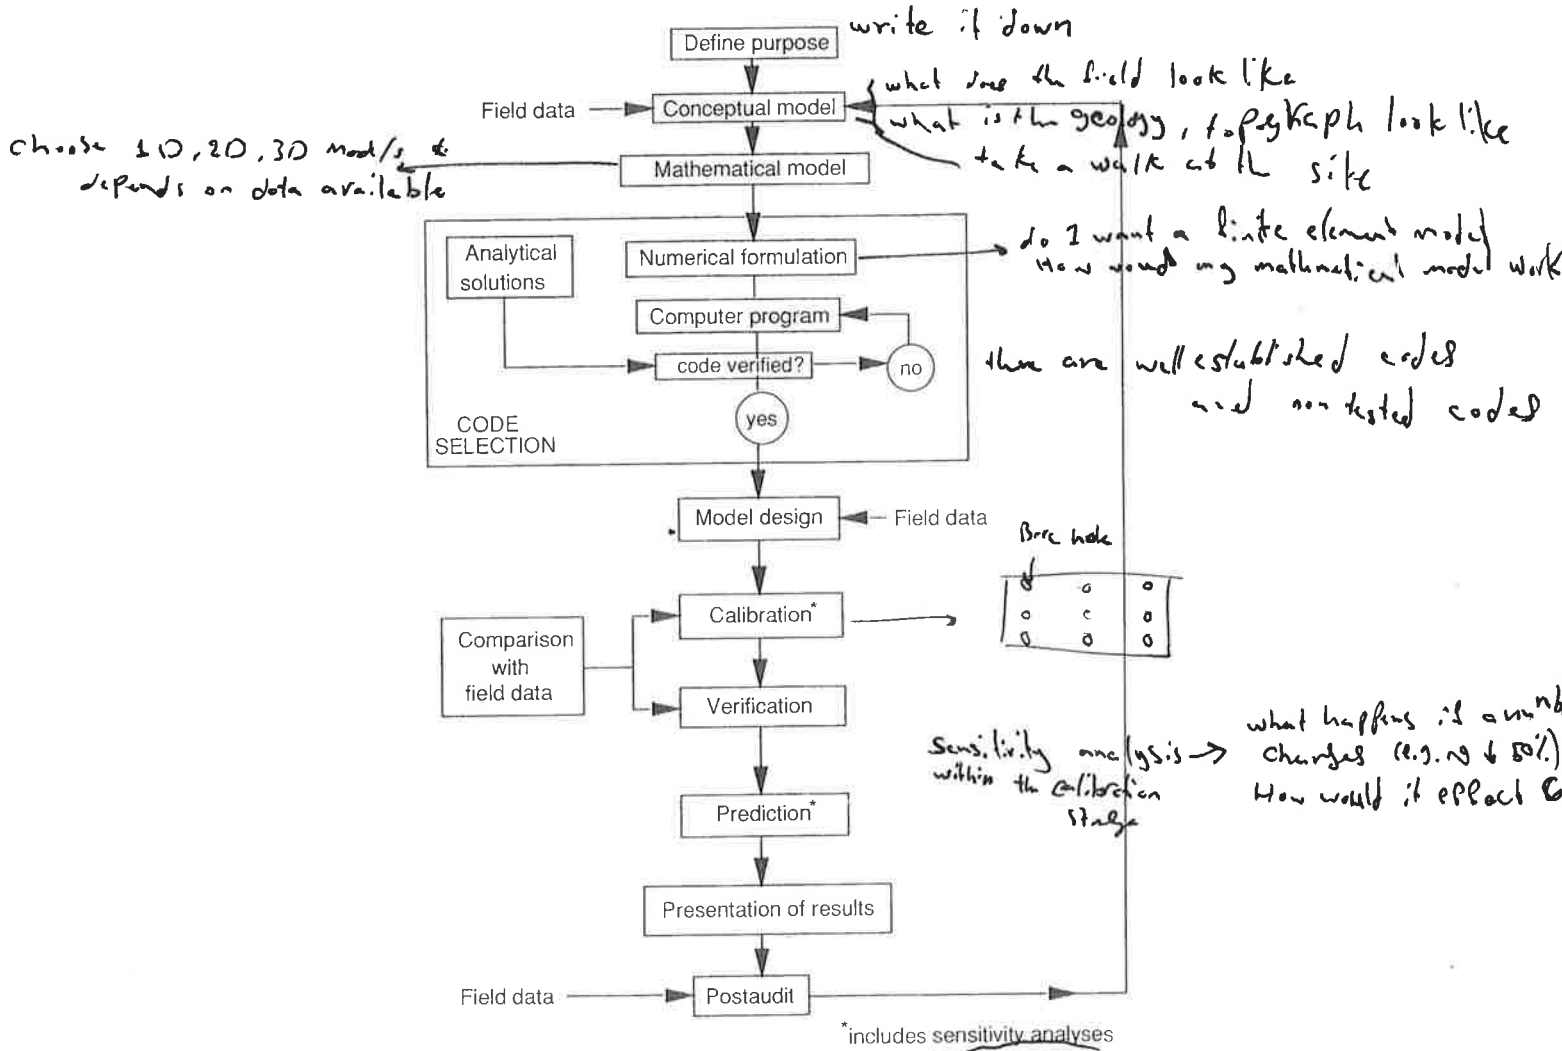 Define purpose
write it down
Field data
Conceptual model
what does the field look like
what is the geology, topograph look like
take a walk at the site
Mathematical model
choose 1D, 2D, 3D
depends on data available
Analytical
solutions
Numerical formulation
do I want a finite element model
How would my mathematical model work
Computer program
code verified?
no
there are well established codes
and non tested codes
yes
CODE
SELECTION
Model design
Field data
Bore hole
Calibration*
Comparison
with
field data
Verification
Sensitivity analysis
within the calibration
stage
what happens if a
changes (e.g. ↓ 50%)
How would it effect
Prediction*
Presentation of results
Field data
Postaudit
*includes sensitivity analyses